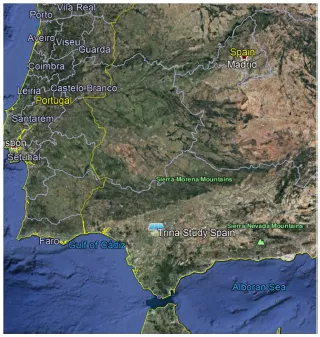 Vila Real
Porto
Aveiro
Viseu
Guarda
Coimbra
Spain
Madrid
Leiria
Castelo Branco
Portugal
Santarem
sbon
Setubal
Sierra Morena Mountains
Sierra Nevada Mountains
Trina Study Spain
Faro
Gulf of Cadiz
Alboran Sea